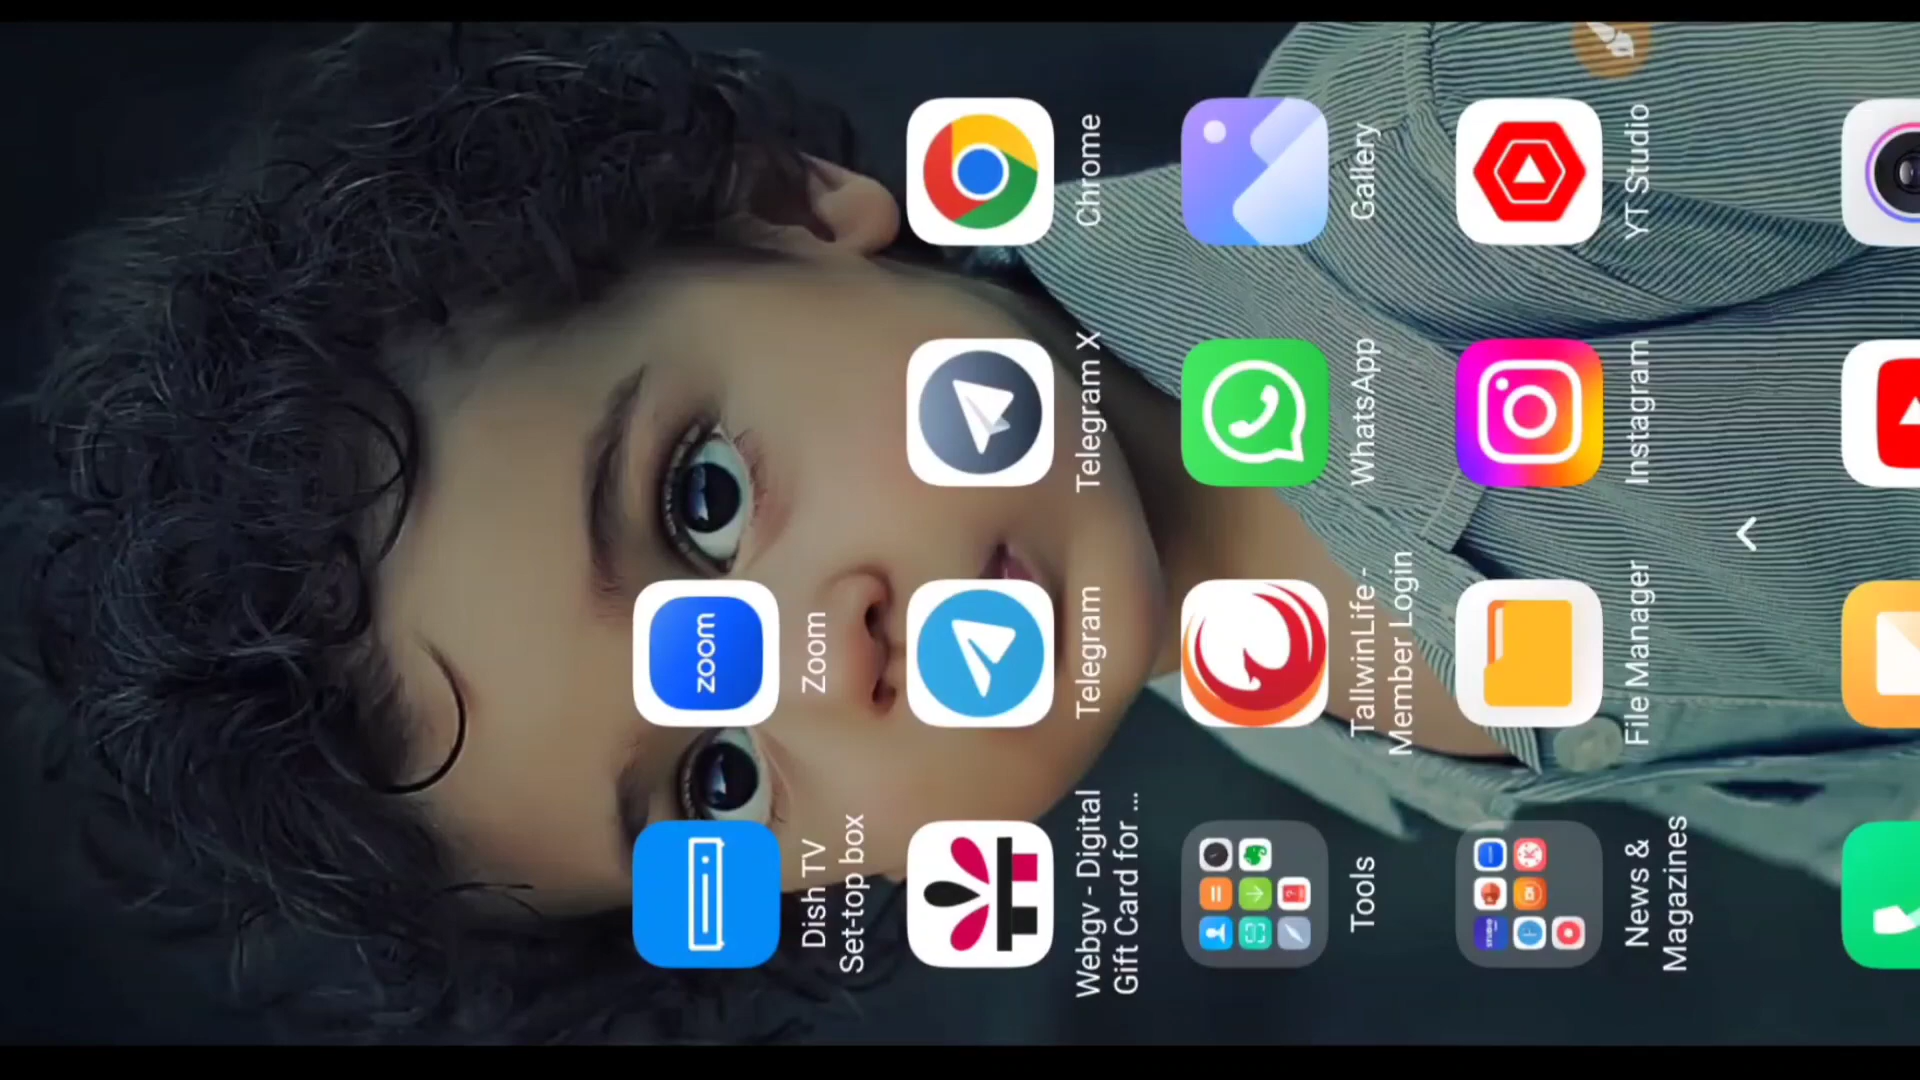 zoom
Dish TV
Set-top box
Zoom
Webgv - Digital
Gift Card for ...
Telegram
Telegram X
Chrome
Tools
TallwinLife -
Member Login
WhatsApp
Gallery
News &
Magazines
File Manager
Instagram
YT Studio